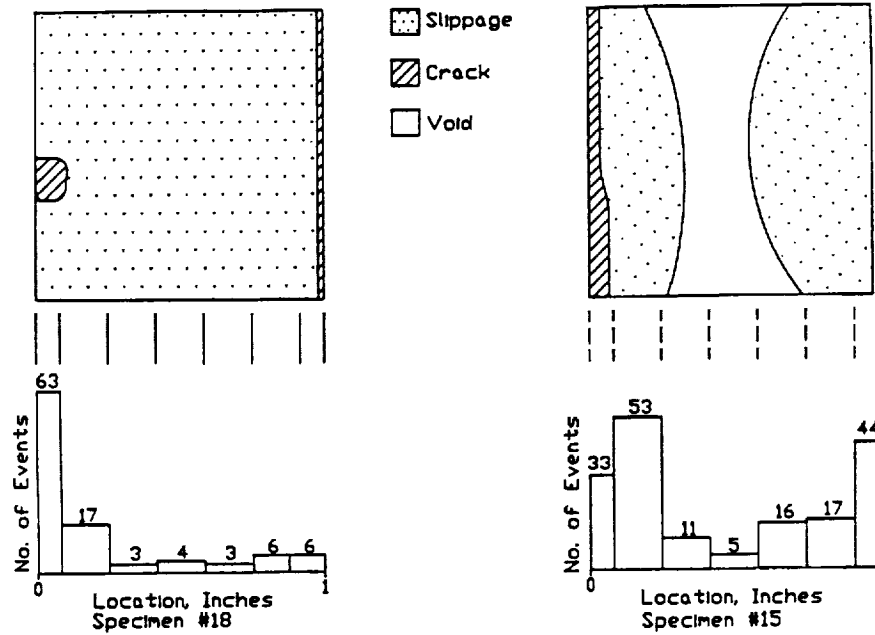 Slippage
Crack
Void
63
17
3
4
3
6
6
No. of Events
0
1
Location, Inches
Specimen #18
33
53
11
5
16
17
44
No. of Events
0
Location, Inches
Specimen #15